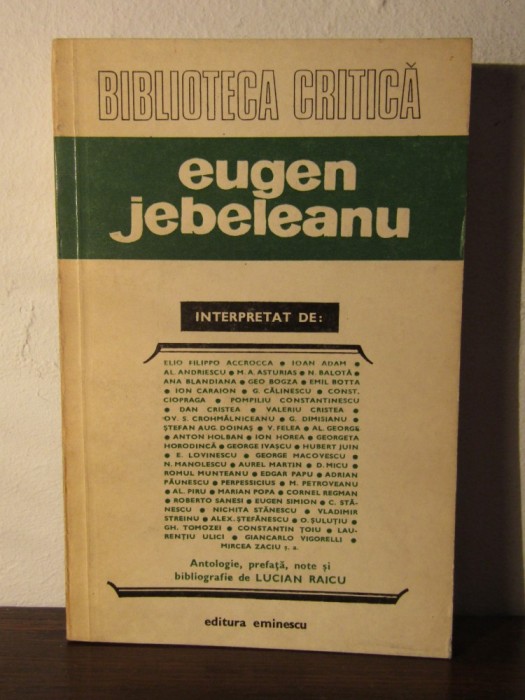 BIBLIOTECA CRITICĂ
eugen
jebeleanu
INTERPRETAT DE:
ELIO FILIPPO ACCROCCA ● IOAN ADAM ●
AL. ANDRIESCU ● M. A. ASTURIAS ● N. BALOTĂ ●
ANA BLANDIANA ● GEO BOGZA ● EMIL BOTTA
● ION CARAION ● G. CĂLINESCU ● CONST.
CIOPRAGA ● POMPILIU CONSTANTINESCU
● DAN CRISTEA ● VALERIU CRISTEA
●OV. S. CROHMĂLNICEANU ● G. DIMISIANU ●
ȘTEFAN AUG. DOINAȘ ● V. FELEA ● AL. GEORGE
● ANTON HOLBAN ● ION HOREA ● GEORGETA
HORODINCĂ ● GEORGE IVAȘCU ● HUBERT JUIN
● E. LOVINESCU ● GEORGE MACOVESCU ●
N. MANOLESCU ● AUREL MARTIN ● D. MICU ●
ROMUL MUNTEANU ● EDGAR PAPU ● ADRIAN
PĂUNESCU ● PERPESSICIUS ● M. PETROVEANU
● AL. PIRU ● MARIAN POPA ● CORNEL REGMAN
● ROBERTO SANESI ● EUGEN SIMION ● C. STĂ-
NESCU ● NICHITA STĂNESCU ● VLADIMIR
STREINU ● ALEX. ȘTEFĂNESCU ● O. ȘULUȚIU ●
GH. TOMOZEI ● CONSTANTIN ȚOIU ● LAU-
RENȚIU ULICI ● GIANCARLO VIGORELLI ●
MIRCEA ZACIU ș. a.
Antologie, prefață, note și
bibliografie de LUCIAN RAICU
editura eminescu